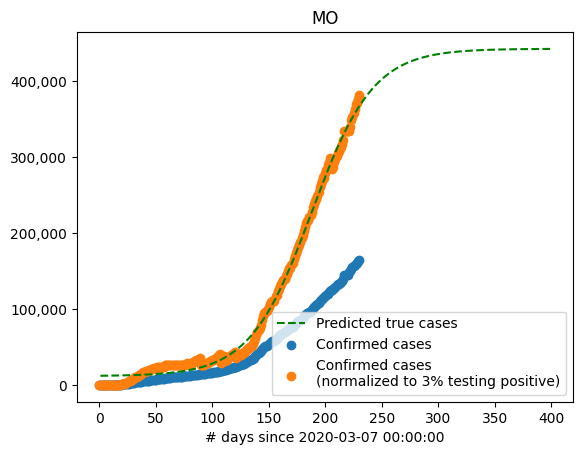 MO
400,000
300,000
200,000
100,000
0
Predicted true cases
Confirmed cases
Confirmed cases
(normalized to 3% testing positive)
0 50 100 150 200 250 300 350 400
# days since 2020-03-07 00:00:00